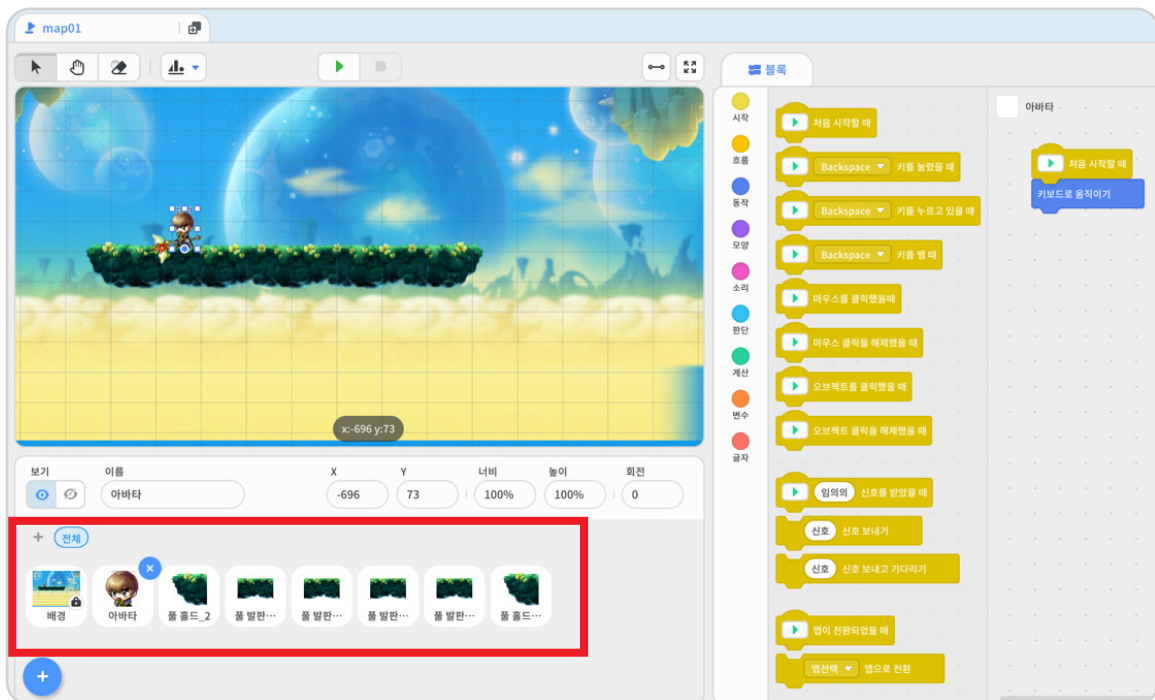 map01
블록
x:-696 y:73
보기
이름
X
Y
너비
높이
회전
아바타
-696
73
100%
100%
0
전체
배경
아바타
풀 홀드_2
풀 발판…
풀 발판…
풀 발판…
풀 발판…
풀 홀드…
시작
흐름
동작
모양
소리
판단
계산
변수
글자
처음 시작할 때
Backspace 키를 눌렀을 때
Backspace 키를 누르고 있을 때
Backspace 키를 뗄 때
마우스를 클릭했을때
마우스 클릭을 해제했을 때
오브젝트를 클릭했을 때
오브젝트 클릭을 해제했을 때
임의의 신호를 받았을 때
신호 신호 보내기
신호 신호 보내고 기다리기
맵이 전환되었을 때
맵선택 맵으로 전환
아바타
처음 시작할 때
키보드로 움직이기